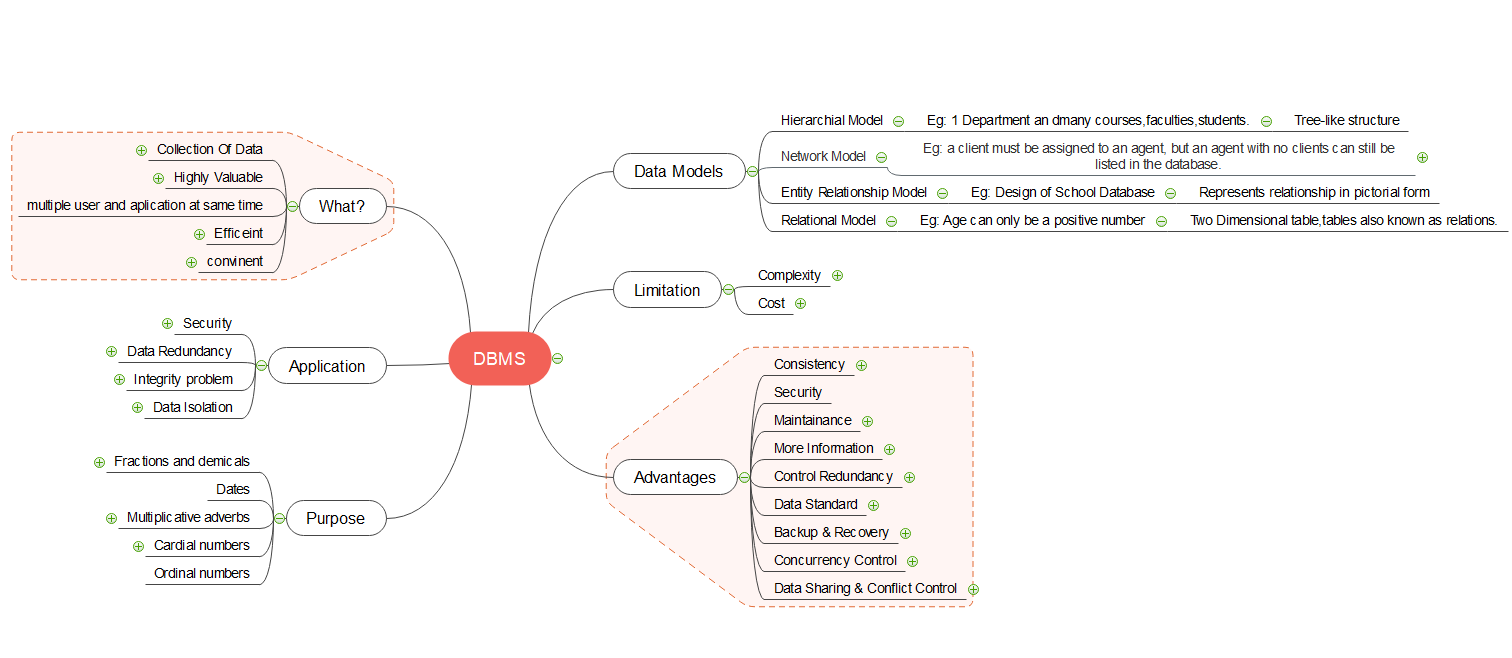 DBMS
What?
Collection Of Data
Highly Valuable
multiple user and aplication at same time
Efficeint
convinent
Application
Security
Data Redundancy
Integrity problem
Data Isolation
Purpose
Fractions and demicals
Dates
Multiplicative adverbs
Cardial numbers
Ordinal numbers
Data Models
Hierarchial Model
Eg: 1 Department an dmany courses,faculties,students.
Tree-like structure
Network Model
Eg: a client must be assigned to an agent, but an agent with no clients can still be
listed in the database.
Entity Relationship Model
Eg: Design of School Database
Represents relationship in pictorial form
Relational Model
Eg: Age can only be a positive number
Two Dimensional table,tables also known as relations.
Limitation
Complexity
Cost
Advantages
Consistency
Security
Maintainance
More Information
Control Redundancy
Data Standard
Backup & Recovery
Concurrency Control
Data Sharing & Conflict Control